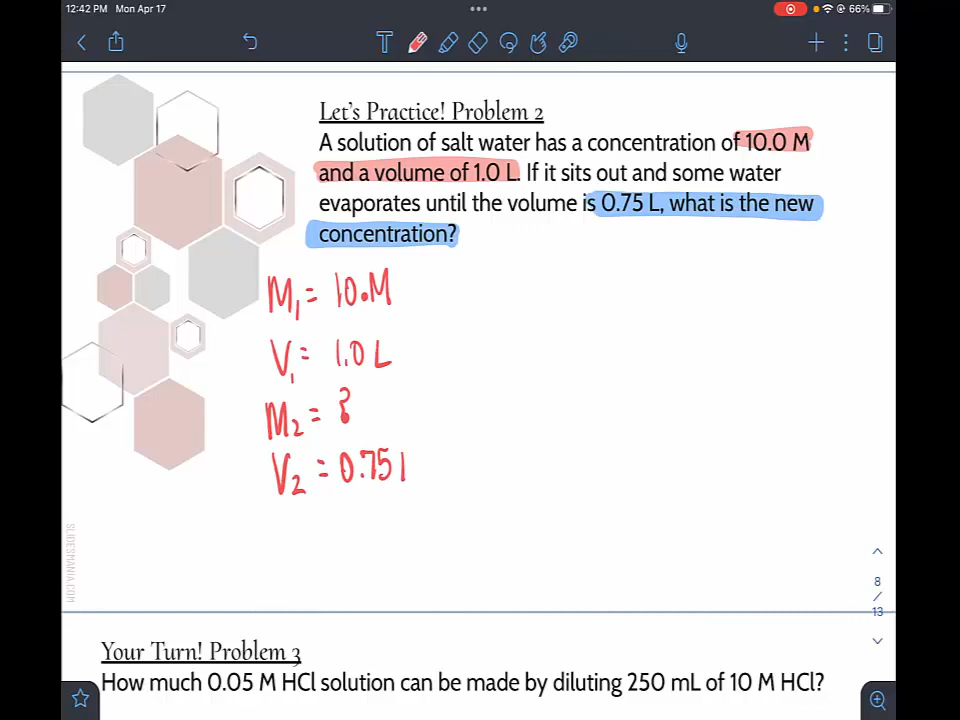 12:42 PM Mon Apr 17
66%
Let's Practice! Problem 2
A solution of salt water has a concentration of 10.0 M
and a volume of 1.0 L. If it sits out and some water
evaporates until the volume is 0.75 L, what is the new
concentration?
M₁ = 10.M
V₁ = 1.0 L
M₂ = ?
V₂ = 0.75 l
SLIDESMANIA.COM
8
/
13
Your Turn! Problem 3
How much 0.05 M HCl solution can be made by diluting 250 mL of 10 M HCl?